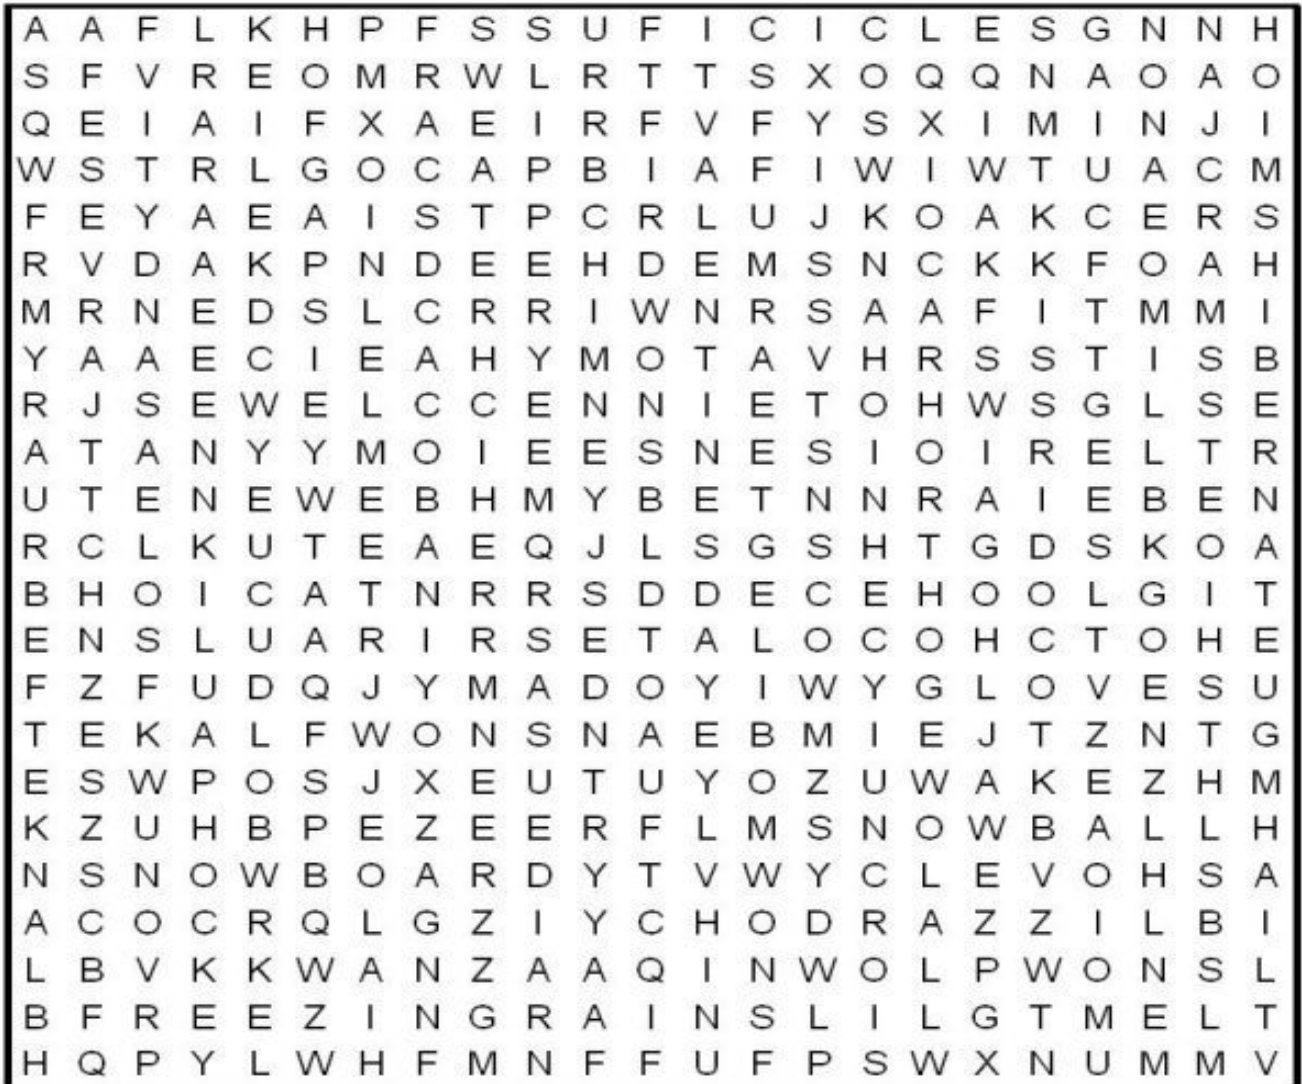 A A F L K H P F S S U F I C I C L E S G N N H
S F V R E O M R W L R T T S X O Q Q N A O A O
Q E I A I F X A E I R F V F Y S X I M I N J I
W S T R L G O C A P B I A F I W I W T U A C M
F E Y A E A I S T P C R L U J K O A K C E R S
R V D A K P N D E E H D E M S N C K K F O A H
M R N E D S L C R R I W N R S A A F I T M M I
Y A A E C I E A H Y M O T A V H R S S T I S B
R J S E W E L C C E N N I E T O H W S G L S E
A T A N Y Y M O I E E S N E S I O I R E L T R
U T E N E W E B H M Y B E T N N R A I E B E N
R C L K U T E A E Q J L S G S H T G D S K O A
B H O I C A T N R R S D D E C E H O O L G I T
E N S L U A R I R S E T A L O C O H C T O H E
F Z F U D Q J Y M A D O Y I W Y G L O V E S U
T E K A L F W O N S N A E B M I E J T Z N T G
E S W P O S J X E U T U Y O Z U W A K E Z H M
K Z U H B P E Z E E R F L M S N O W B A L L H
N S N O W B O A R D Y T V W Y C L E V O H S A
A C O C R Q L G Z I Y C H O D R A Z Z I L B I
L B V K K W A N Z A A Q I N W O L P W O N S L
B F R E E Z I N G R A I N S L I L G T M E L T
H Q P Y L W H F M N F F U F P S W X N U M M V